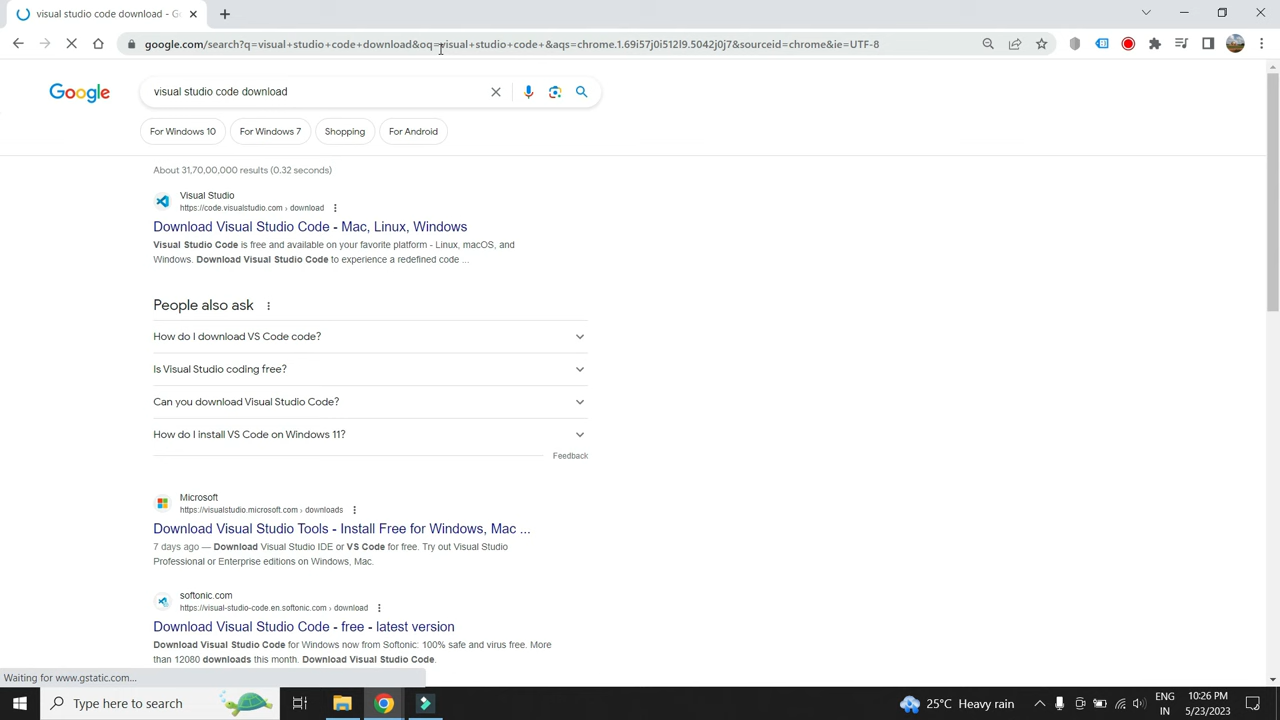 visual studio code download - Go
google.com/search?q=visual+studio+code+download&oq=visual+studio+code+&aqs=chrome.1.69i57j0i512l9.5042j0j7&sourceid=chrome&ie=UTF-8
Google
visual studio code download
For Windows 10
For Windows 7
Shopping
For Android
About 31,70,00,000 results (0.32 seconds)
Visual Studio
https://code.visualstudio.com › download
Download Visual Studio Code - Mac, Linux, Windows
Visual Studio Code is free and available on your favorite platform - Linux, macOS, and
Windows. Download Visual Studio Code to experience a redefined code ...
People also ask
How do I download VS Code code?
Is Visual Studio coding free?
Can you download Visual Studio Code?
How do I install VS Code on Windows 11?
Feedback
Microsoft
https://visualstudio.microsoft.com › downloads
Download Visual Studio Tools - Install Free for Windows, Mac ...
7 days ago — Download Visual Studio IDE or VS Code for free. Try out Visual Studio
Professional or Enterprise editions on Windows, Mac.
softonic.com
https://visual-studio-code.en.softonic.com › download
Download Visual Studio Code - free - latest version
Download Visual Studio Code for Windows now from Softonic: 100% safe and virus free. More
than 12080 downloads this month. Download Visual Studio Code.
Waiting for www.gstatic.com...
Type here to search
25°C Heavy rain
ENG
IN
10:26 PM
5/23/2023